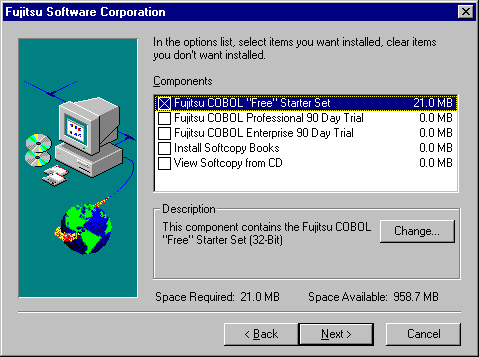 Fujitsu Software Corporation
In the options list, select items you want installed, clear items
you don't want installed.
Components
Fujitsu COBOL "Free" Starter Set 21.0 MB
Fujitsu COBOL Professional 90 Day Trial 0.0 MB
Fujitsu COBOL Enterprise 90 Day Trial 0.0 MB
Install Softcopy Books 0.0 MB
View Softcopy from CD 0.0 MB
Description
This component contains the Fujitsu COBOL
"Free" Starter Set (32-Bit)
Change...
Space Required: 21.0 MB Space Available: 958.7 MB
< Back Next > Cancel